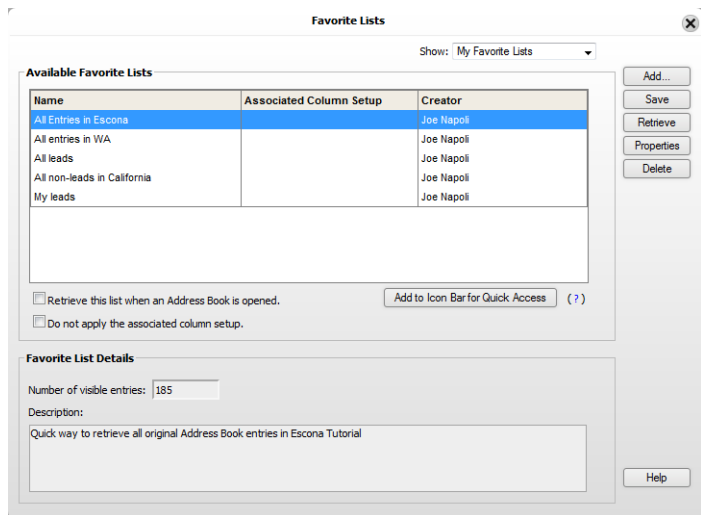 Favorite Lists
Show: My Favorite Lists
Available Favorite Lists
Add...
Name Associated Column Setup Creator
Save
All Entries in Escona Joe Napoli
Retrieve
All entries in WA Joe Napoli
Properties
All leads Joe Napoli
Delete
All non-leads in California Joe Napoli
My leads Joe Napoli
Retrieve this list when an Address Book is opened.
Add to Icon Bar for Quick Access (?)
Do not apply the associated column setup.
Favorite List Details
Number of visible entries: 185
Description:
Quick way to retrieve all original Address Book entries in Escona Tutorial
Help